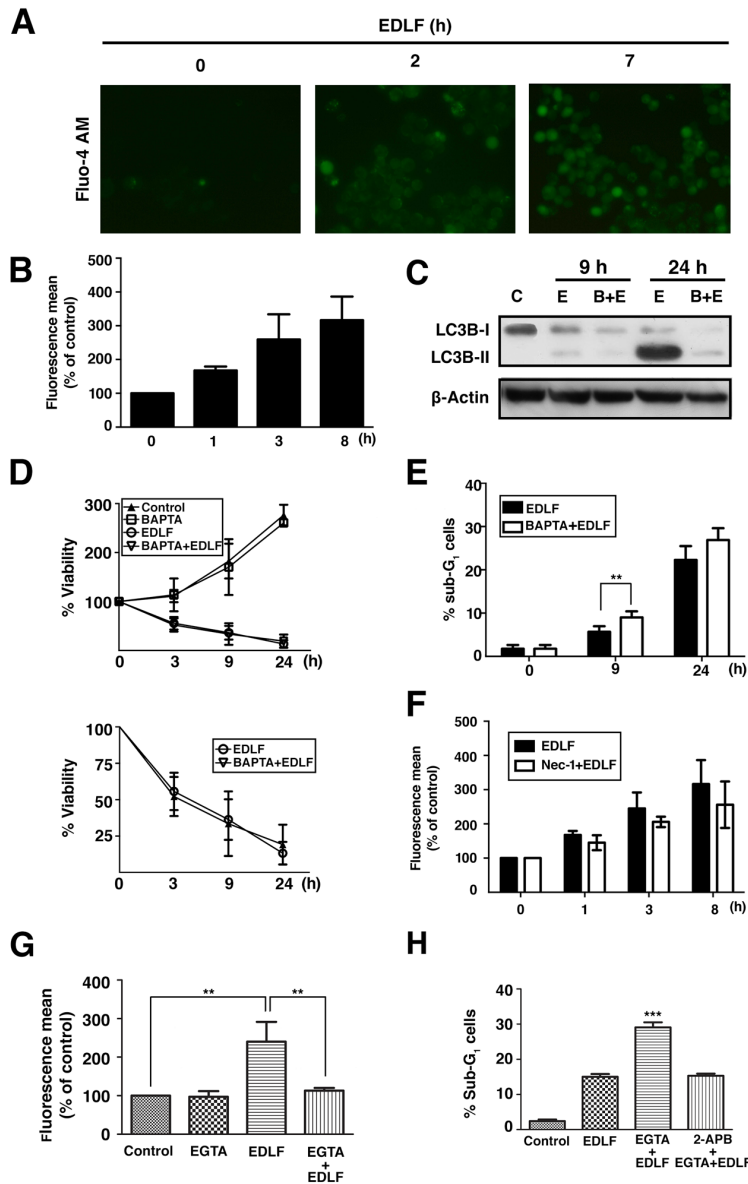 A
EDLF (h)
0 2 7
Fluo-4 AM
B
Fluorescence mean
(% of control)
500
400
300
200
100
0
0 1 3 8 (h)
C
9 h 24 h
C E B+E E B+E
LC3B-I
LC3B-II
β-Actin
D
% Viability
300
200
100
Control
BAPTA
EDLF
BAPTA+EDLF
0 3 9 24 (h)
% Viability
100
75
50
25
EDLF
BAPTA+EDLF
0 3 9 24 (h)
E
% sub-G1 cells
40
30
20
10
0
EDLF
BAPTA+EDLF
**
0 9 24 (h)
F
Fluorescence mean
(% of control)
500
400
300
200
100
0
EDLF
Nec-1+EDLF
0 1 3 8 (h)
G
Fluorescence mean
(% of control)
400
300
200
100
0
** **
Control EGTA EDLF EGTA
+
EDLF
H
% Sub-G1 cells
40
30
20
10
0
***
Control EDLF EGTA 2-APB
+ +
EDLF EGTA+EDLF